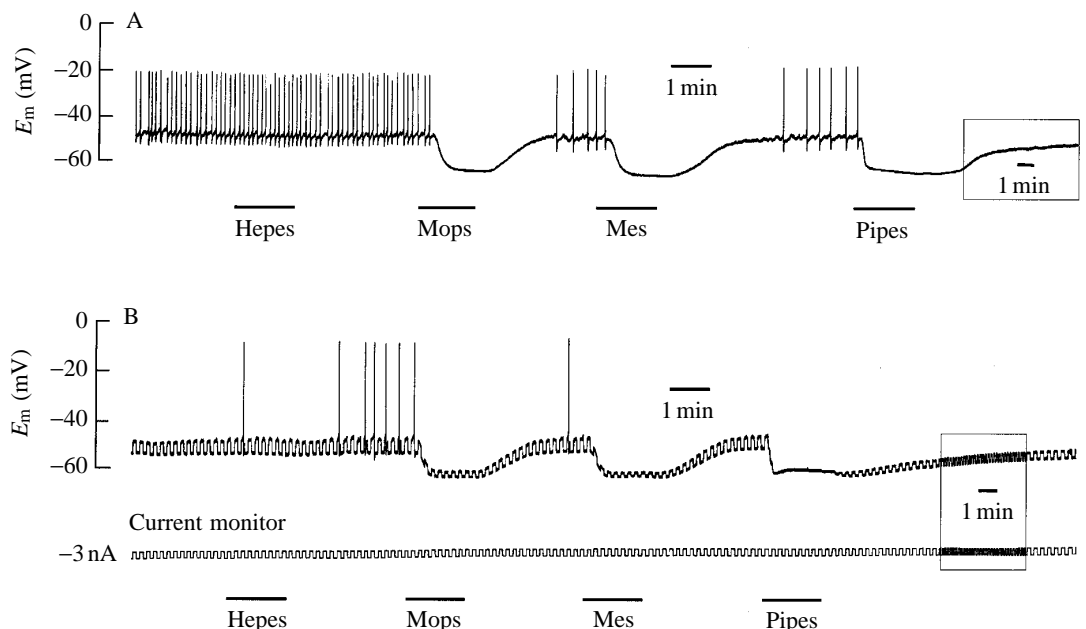 A
0
−20
−40
−60
E_m (mV)
1 min
1 min
Hepes
Mops
Mes
Pipes
B
0
−20
−40
−60
E_m (mV)
1 min
1 min
Current monitor
−3 nA
Hepes
Mops
Mes
Pipes